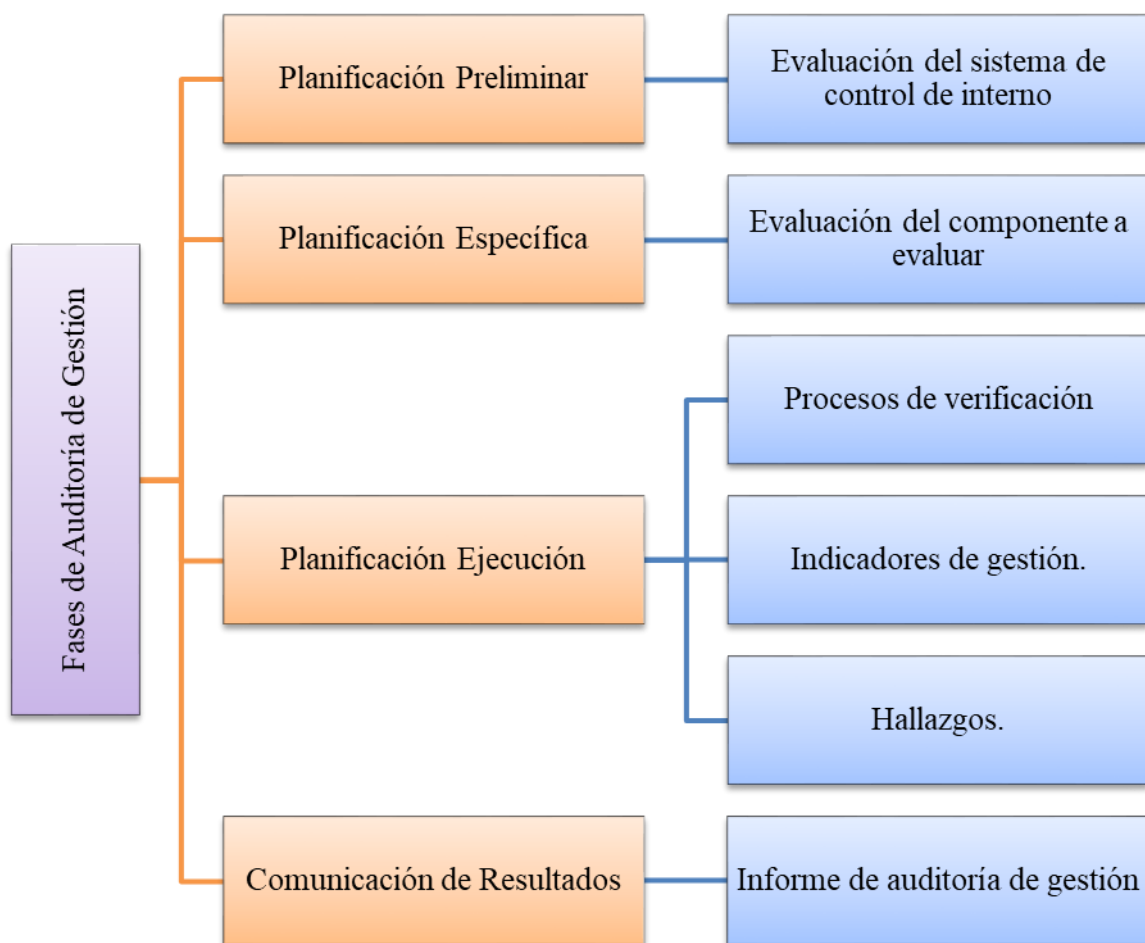 Fases de Auditoría de Gestión
Planificación Preliminar
Evaluación del sistema de
control de interno
Planificación Específica
Evaluación del componente a
evaluar
Planificación Ejecución
Procesos de verificación
Indicadores de gestión.
Hallazgos.
Comunicación de Resultados
Informe de auditoría de gestión